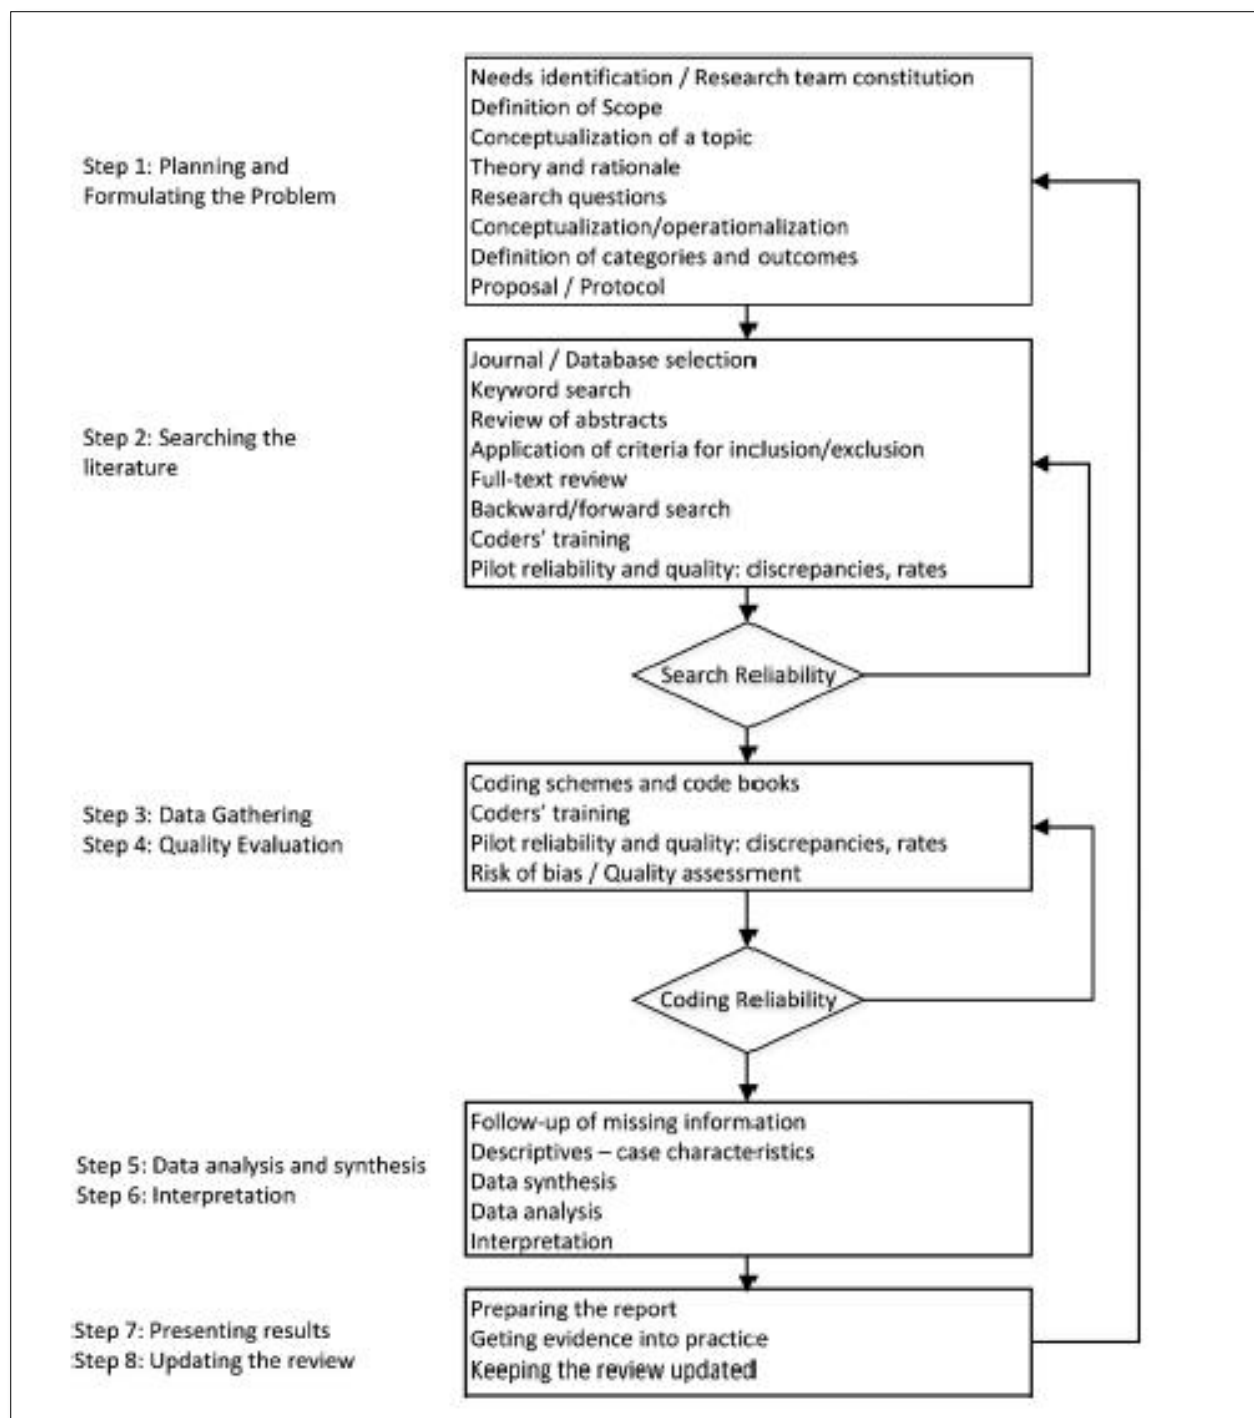 Needs identification / Research team constitution
Definition of Scope
Conceptualization of a topic
Step 1: Planning and
Formulating the Problem
Theory and rationale
Research questions
Conceptualization/operationalization
Definition of categories and outcomes
Proposal / Protocol
Journal / Database selection
Keyword search
Review of abstracts
Step 2: Searching the
literature
Application of criteria for inclusion/exclusion
Full-text review
Backward/forward search
Coders' training
Pilot reliability and quality: discrepancies, rates
Search Reliability
Step 3: Data Gathering
Step 4: Quality Evaluation
Coding schemes and code books
Coders' training
Pilot reliability and quality: discrepancies, rates
Risk of bias / Quality assessment
Coding Reliability
Step 5: Data analysis and synthesis
Step 6: Interpretation
Follow-up of missing information
Descriptives – case characteristics
Data synthesis
Data analysis
Interpretation
Step 7: Presenting results
Step 8: Updating the review
Preparing the report
Geting evidence into practice
Keeping the review updated